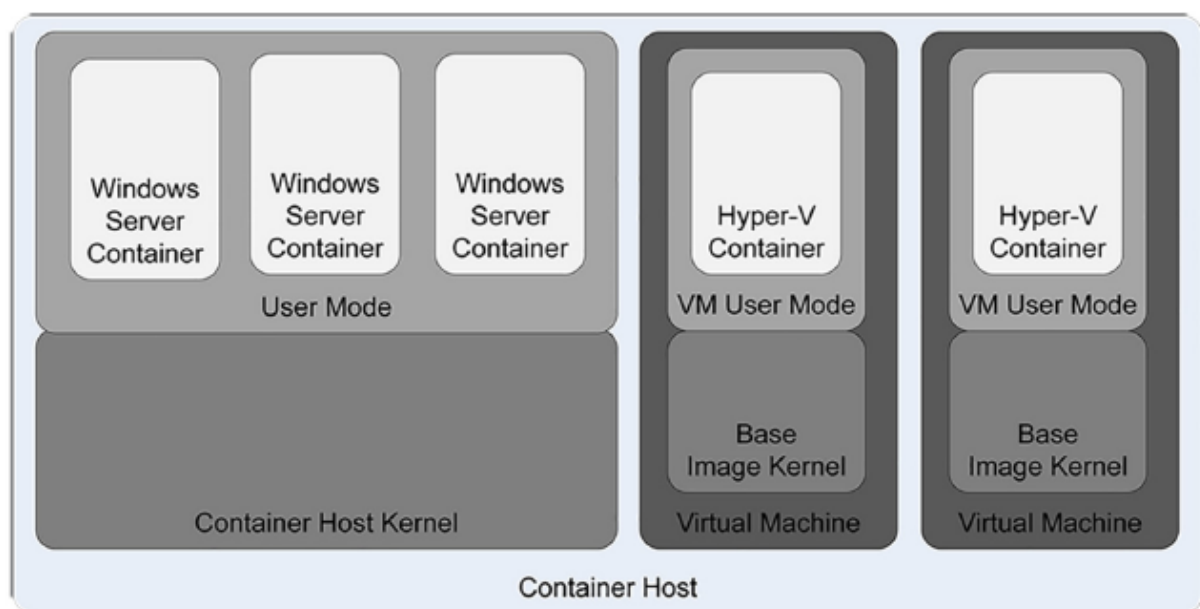 Windows
Server
Container
Windows
Server
Container
Windows
Server
Container
User Mode
Container Host Kernel
Hyper-V
Container
VM User Mode
Base
Image Kernel
Virtual Machine
Hyper-V
Container
VM User Mode
Base
Image Kernel
Virtual Machine
Container Host